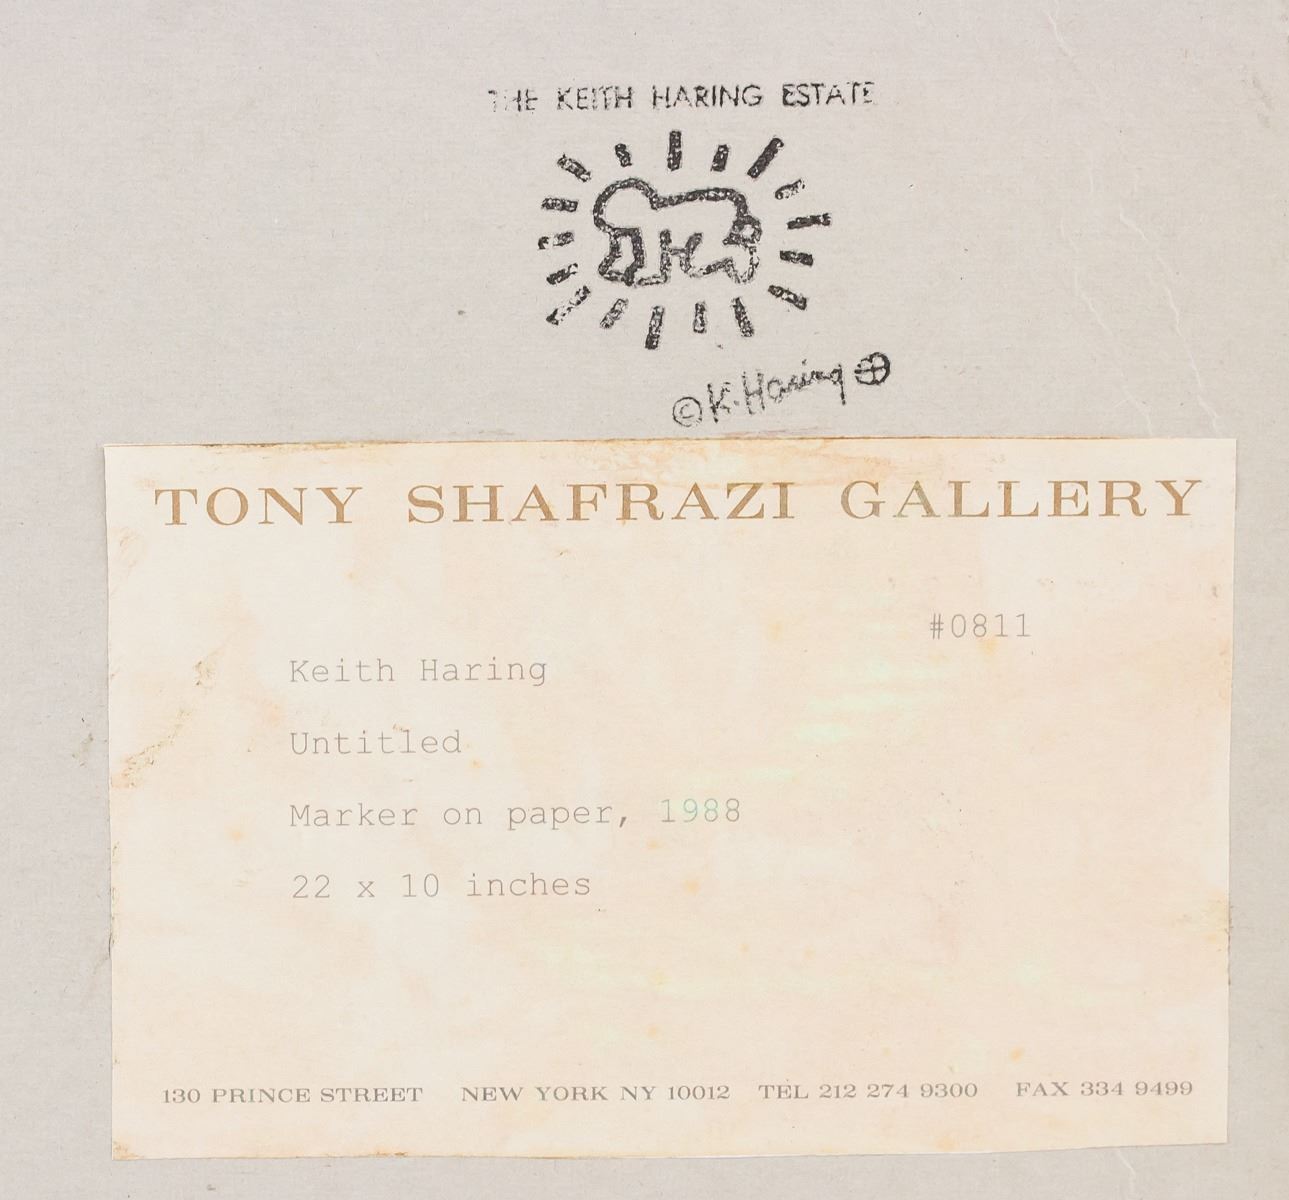 THE KEITH HARING ESTATE
© K. Haring
TONY SHAFRAZI GALLERY
#0811
Keith Haring
Untitled
Marker on paper, 1988
22 x 10 inches
130 PRINCE STREET NEW YORK NY 10012 TEL 212 274 9300 FAX 334 9499